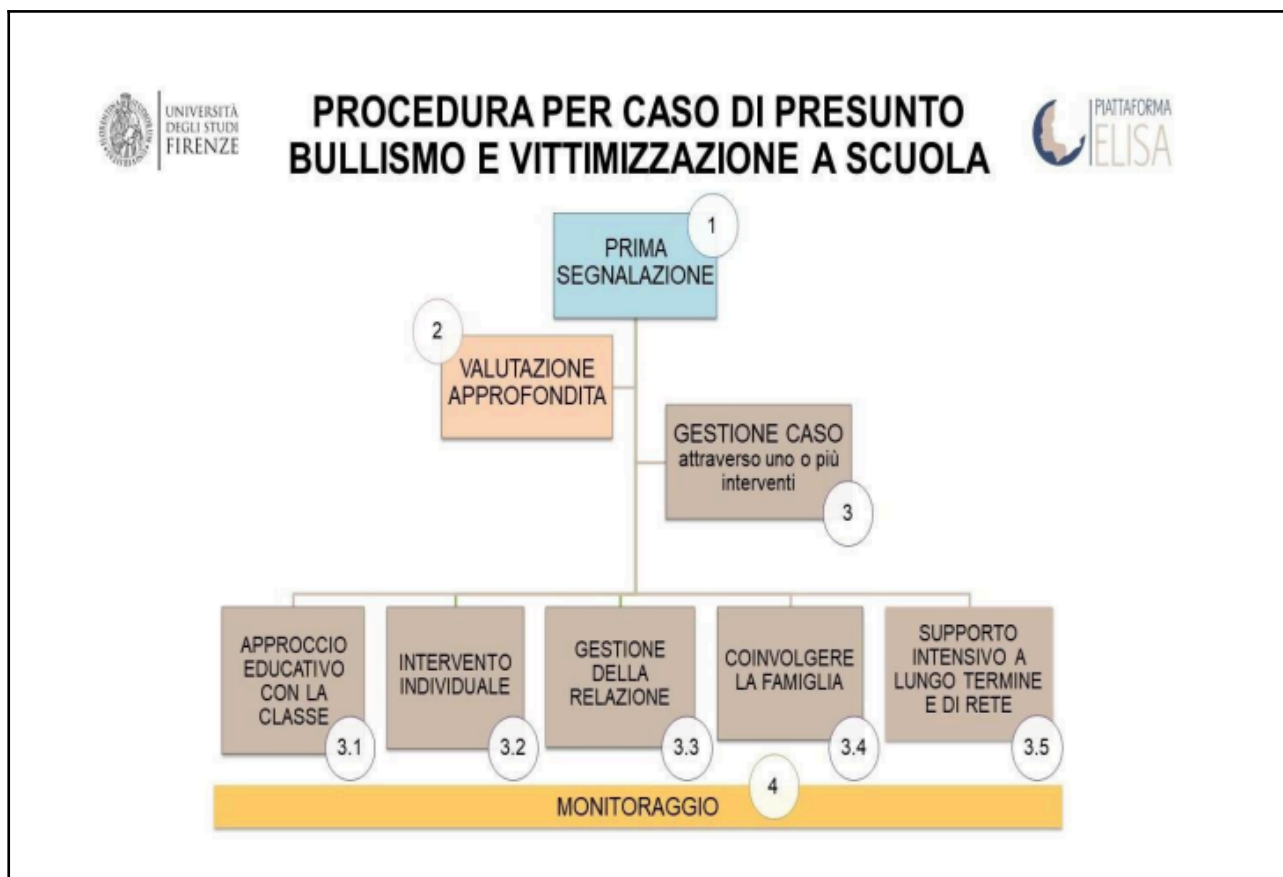 UNIVERSITÀ
DEGLI STUDI
FIRENZE
PROCEDURA PER CASO DI PRESUNTO
BULLISMO E VITTIMIZZAZIONE A SCUOLA
PIATTAFORMA
ELISA
1
PRIMA
SEGNALAZIONE
2
VALUTAZIONE
APPROFONDITA
GESTIONE CASO
attraverso uno o più
interventi
3
APPROCCIO
EDUCATIVO
CON LA
CLASSE
3.1
INTERVENTO
INDIVIDUALE
3.2
GESTIONE
DELLA
RELAZIONE
3.3
COINVOLGERE
LA FAMIGLIA
3.4
SUPPORTO
INTENSIVO A
LUNGO TERMINE
E DI RETE
3.5
4
MONITORAGGIO